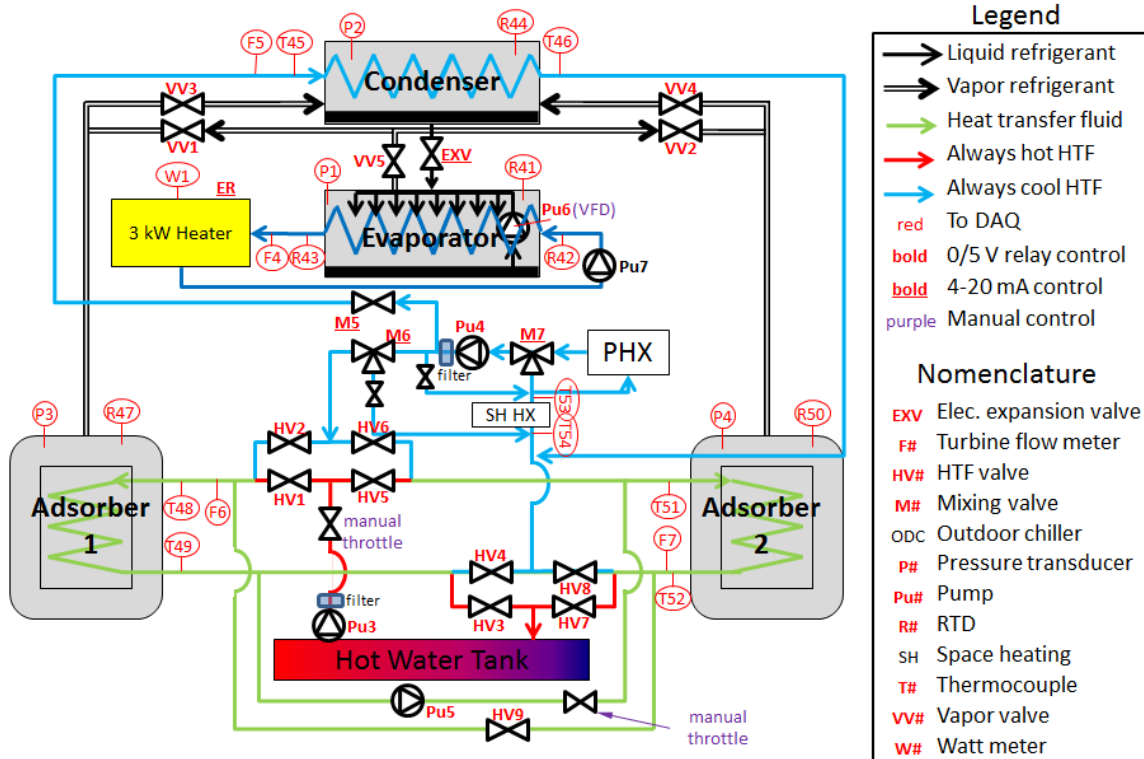 F5
T45
P2
R44
T46
Condenser
VV3
VV4
VV1
VV2
VV5
EXV
W1
ER
P1
R41
3 kW Heater
Pu6(VFD)
Evaporator
F4
R43
R42
Pu7
M5
M6
Pu4
M7
PHX
filter
T53
SH HX
T54
P3
R47
HV2
HV6
P4
R50
HV1
HV5
Adsorber
1
T48
F6
manual
throttle
T51
Adsorber
2
T49
HV4
F7
HV8
T52
filter
HV3
HV7
Pu3
Hot Water Tank
Pu5
HV9
manual
throttle
Legend
Liquid refrigerant
Vapor refrigerant
Heat transfer fluid
Always hot HTF
Always cool HTF
red To DAQ
bold 0/5 V relay control
bold 4-20 mA control
purple Manual control
Nomenclature
EXV Elec. expansion valve
F# Turbine flow meter
HV# HTF valve
M# Mixing valve
ODC Outdoor chiller
P# Pressure transducer
Pu# Pump
R# RTD
SH Space heating
T# Thermocouple
VV# Vapor valve
W# Watt meter